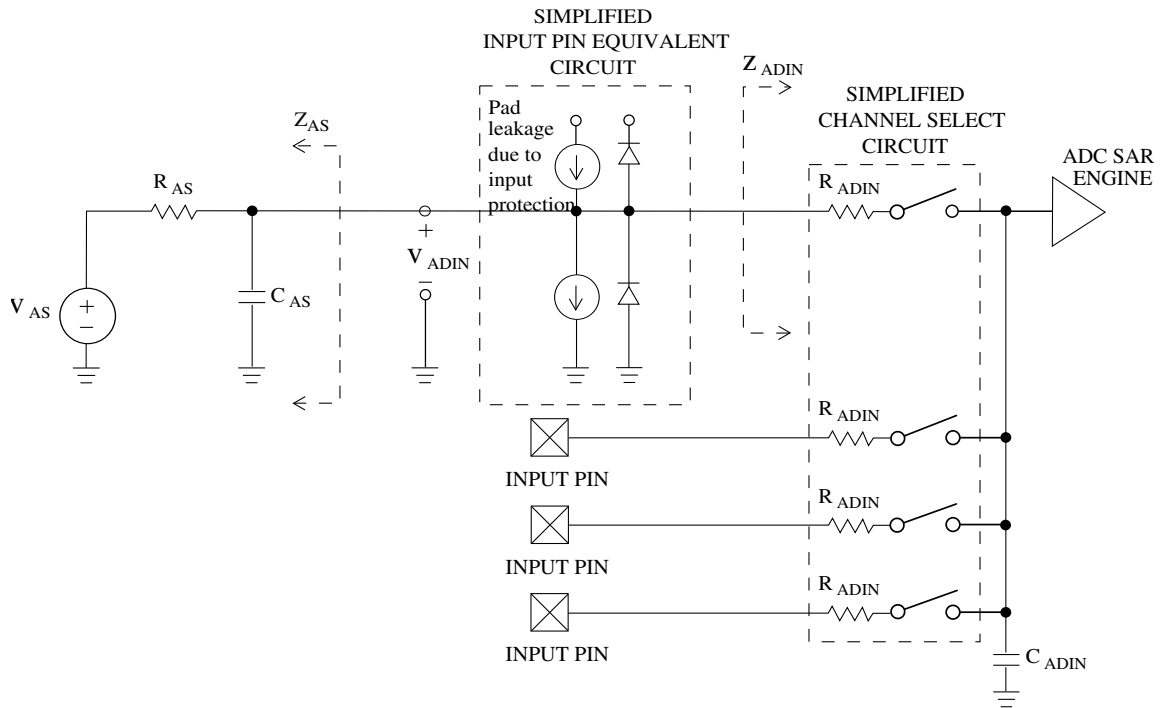 SIMPLIFIED
INPUT PIN EQUIVALENT
CIRCUIT
Z ADIN
SIMPLIFIED
CHANNEL SELECT
CIRCUIT
ADC SAR
ENGINE
Pad
leakage
due to
input
protection
Z AS
R AS
R ADIN
+
V ADIN
−
C AS
V AS
+
−
R ADIN
INPUT PIN
R ADIN
INPUT PIN
R ADIN
INPUT PIN
C ADIN